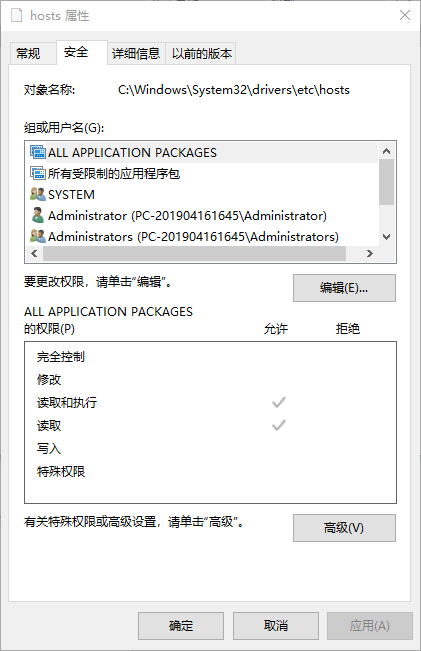 hosts 属性
常规 安全 详细信息 以前的版本
对象名称: C:\Windows\System32\drivers\etc\hosts
组或用户名(G):
ALL APPLICATION PACKAGES
所有受限制的应用程序包
SYSTEM
Administrator (PC-201904161645\Administrator)
Administrators (PC-201904161645\Administrators)
要更改权限，请单击“编辑”。
编辑(E)...
ALL APPLICATION PACKAGES
的权限(P) 允许 拒绝
完全控制
修改
读取和执行
读取
写入
特殊权限
有关特殊权限或高级设置，请单击“高级”。
高级(V)
确定 取消 应用(A)